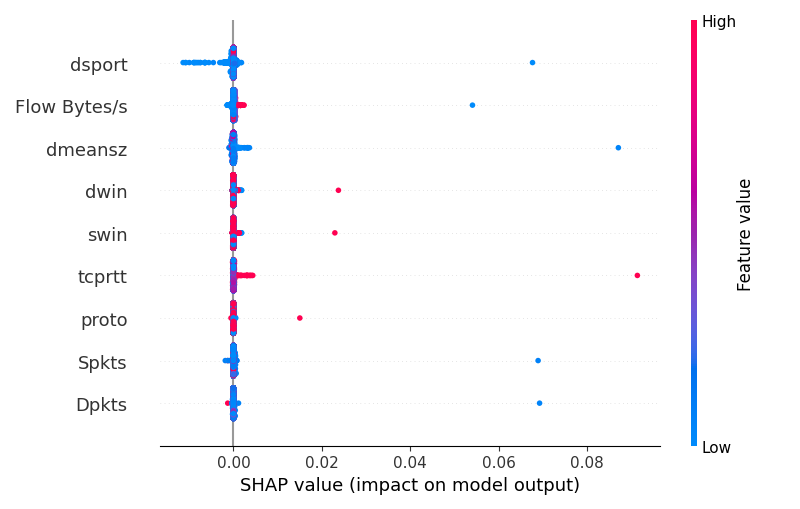 High
dsport
Flow Bytes/s
dmeansz
dwin
swin
tcprtt
proto
Spkts
Dpkts
Feature value
Low
0.00 0.02 0.04 0.06 0.08
SHAP value (impact on model output)